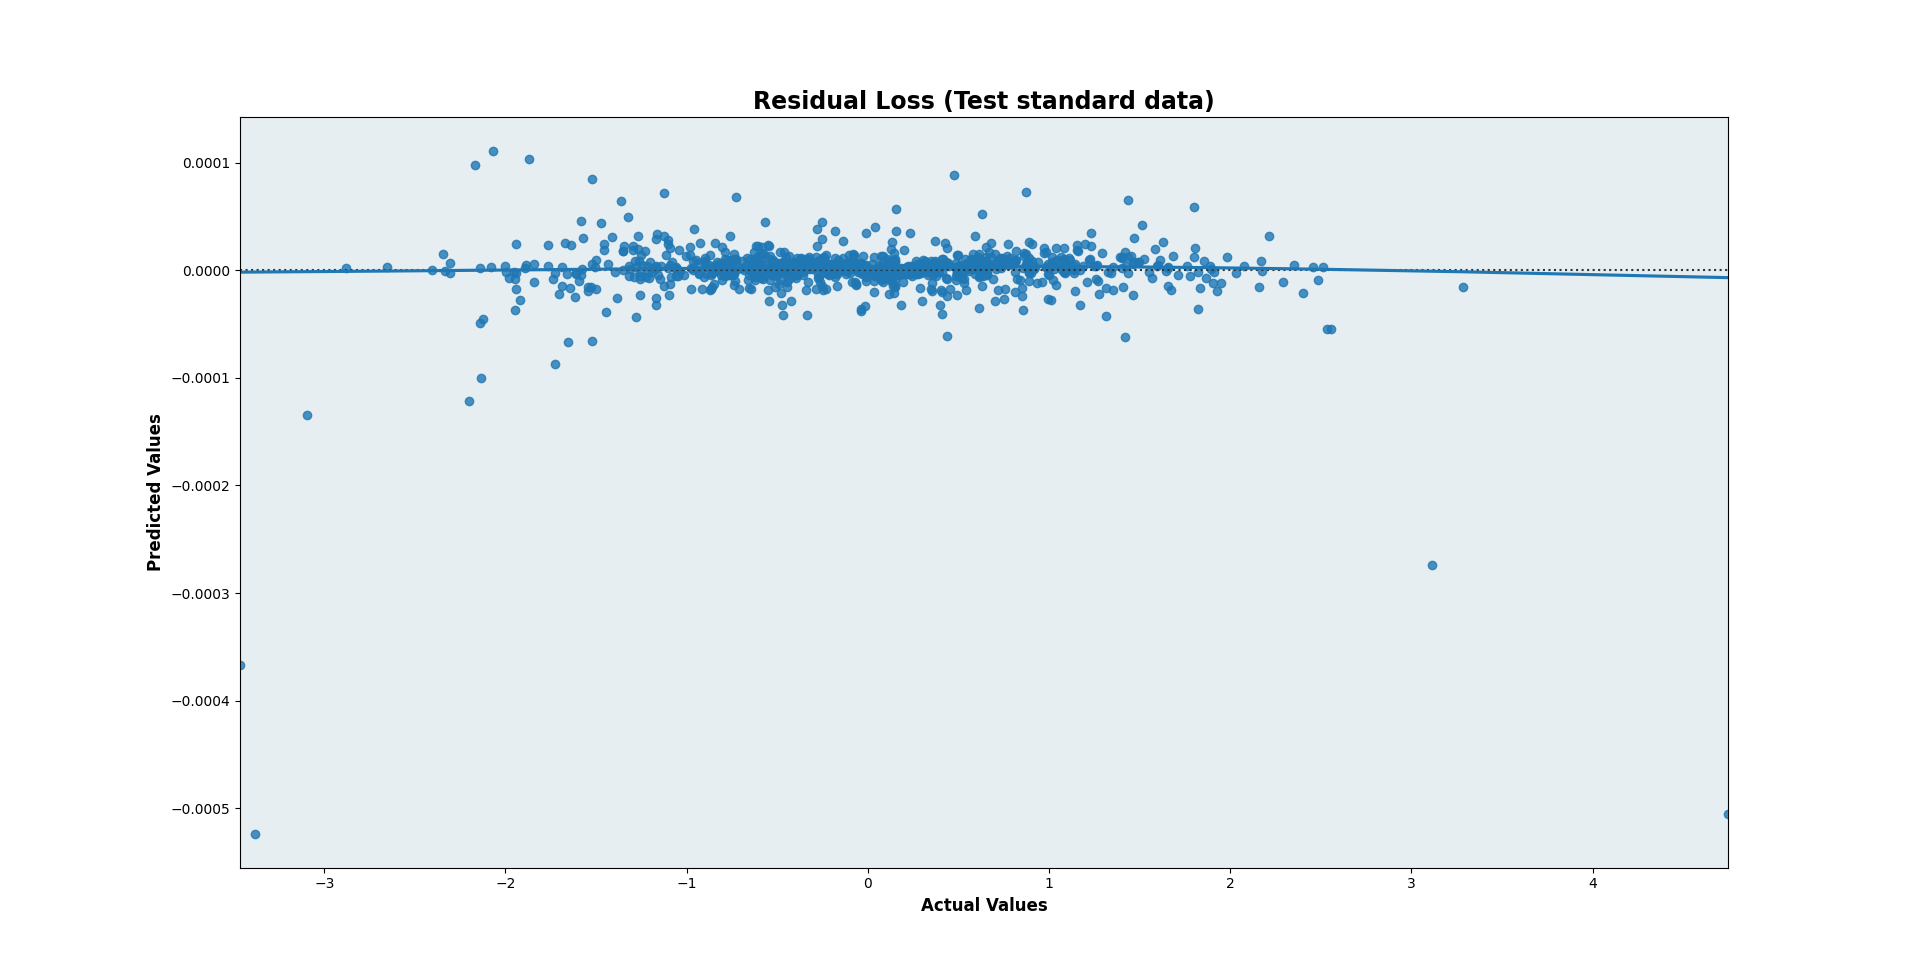 Residual Loss (Test standard data)
0.0001
0.0000
−0.0001
−0.0002
−0.0003
−0.0004
−0.0005
Predicted Values
−3 −2 −1 0 1 2 3 4
Actual Values